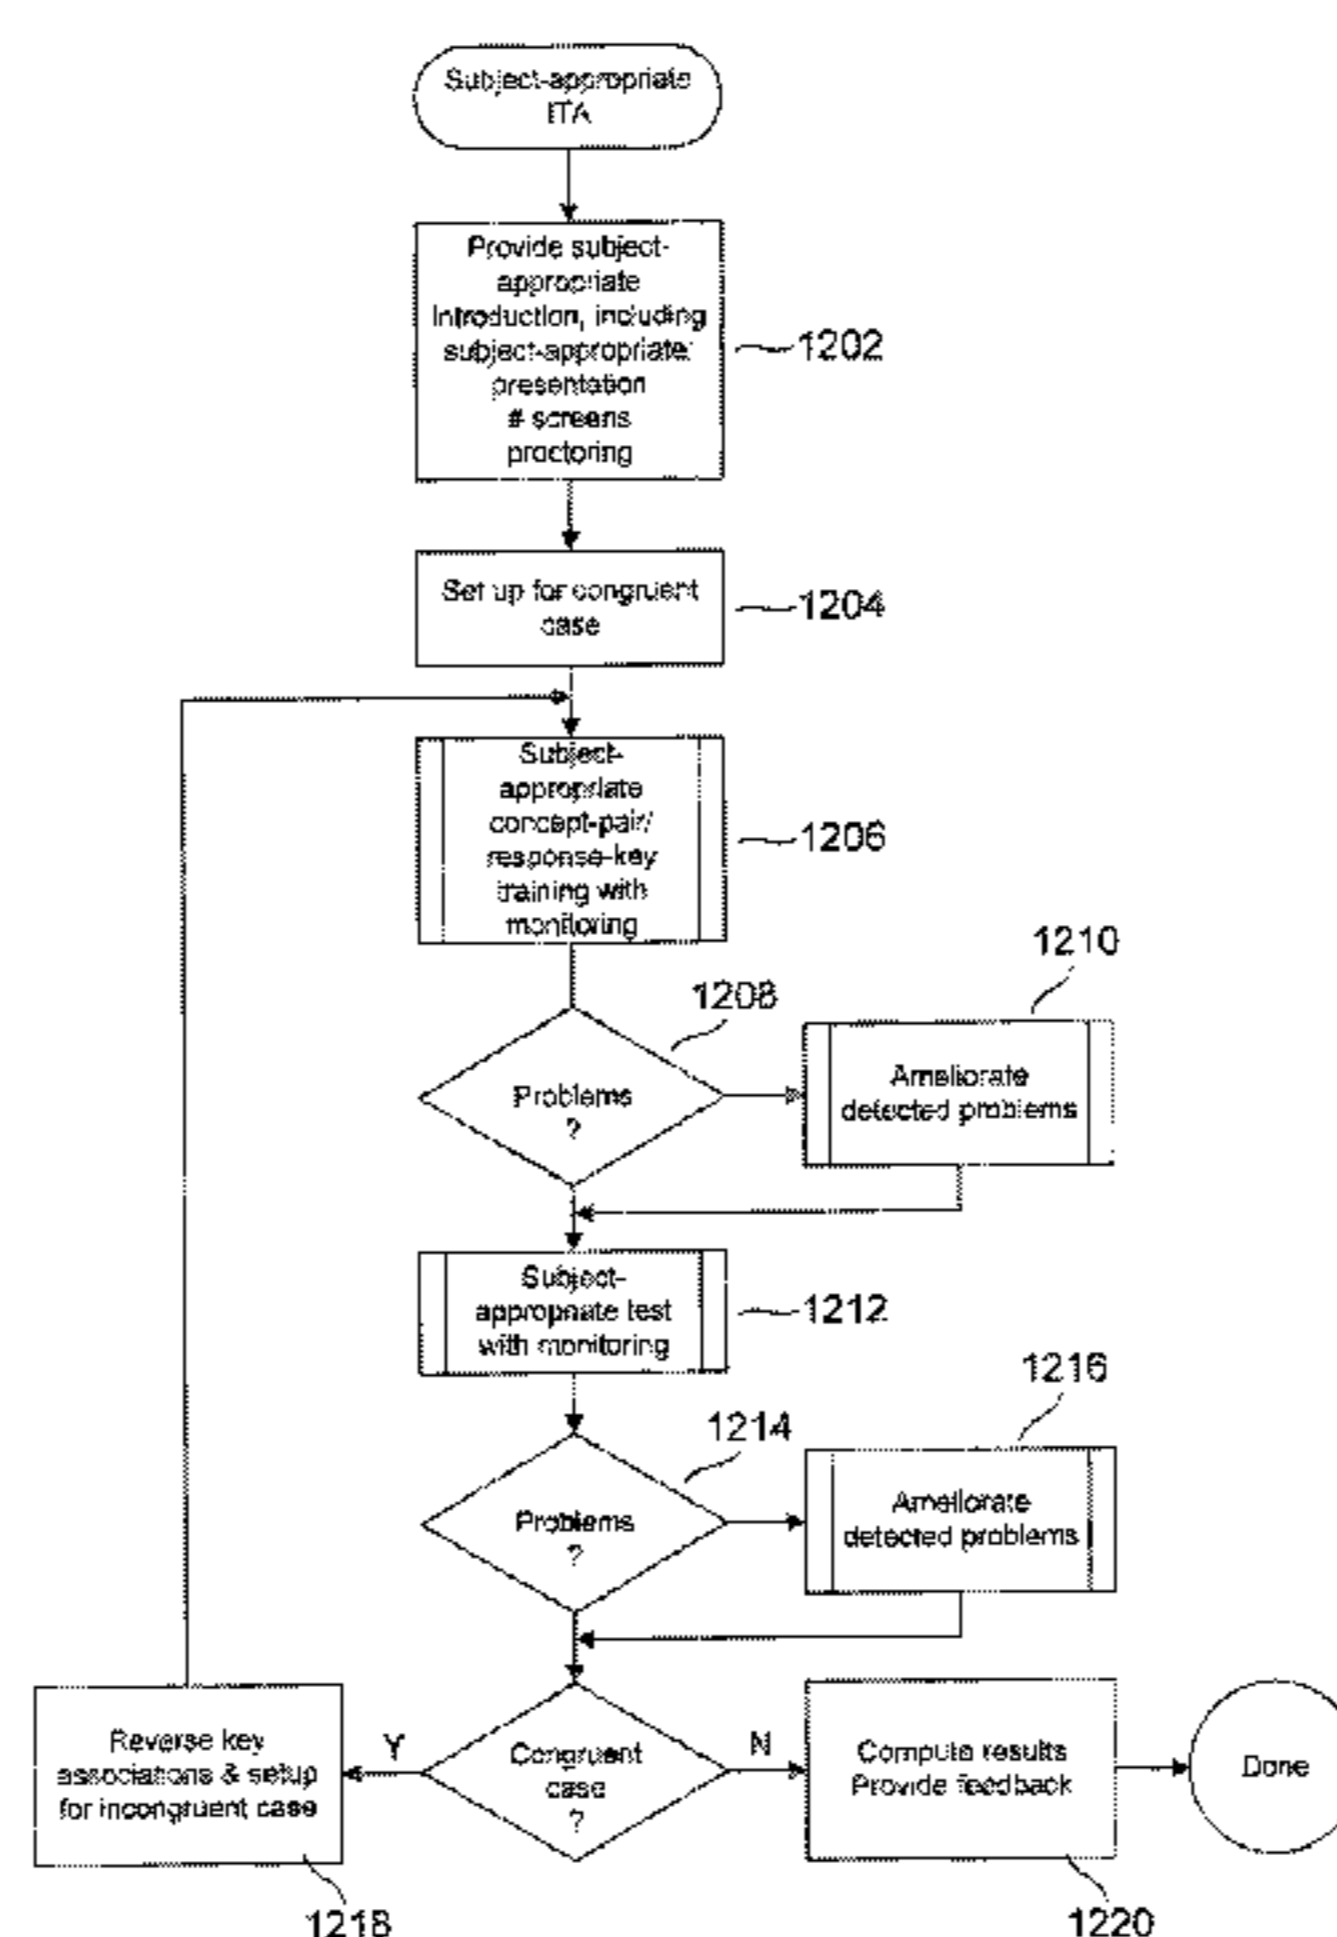 Subject-appropriate
ITA
Provide subject-
appropriate
introduction, including
subject-appropriate:
presentation
# screens
proctoring
1202
Set up for congruent
case
1204
Subject-
appropriate
concept-pair/
response-key
training with
monitoring
1206
1208
Problems
?
1210
Ameliorate
detected problems
Subject-
appropriate test
with monitoring
1212
1214
Problems
?
1216
Ameliorate
detected problems
Reverse key
associations & setup
for incongruent case
1218
Y
Congruent
case
?
N
Compute results
Provide feedback
1220
Done